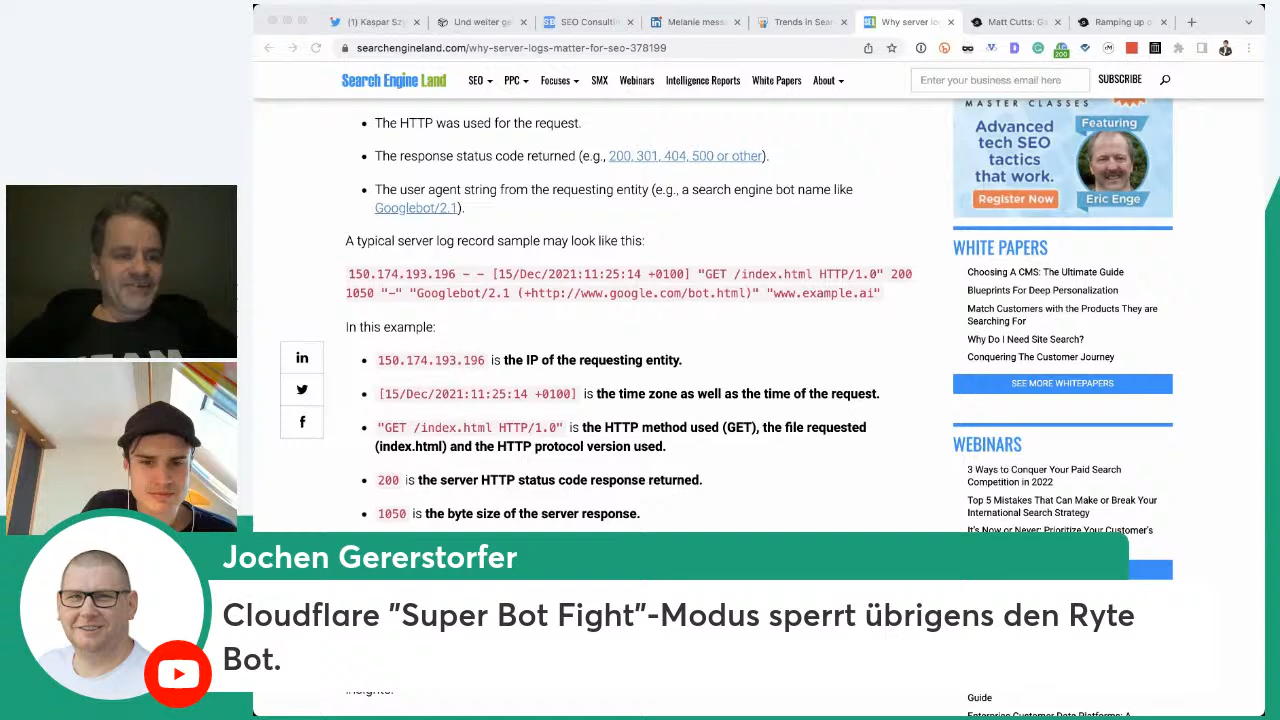 (1) Kaspar Sz
Und weiter ge
SEO Consultin
Melanie mess
Trends in Sear
Why server lo
Matt Cutts: G
Ramping up o
searchengineland.com/why-server-logs-matter-for-seo-378199
200
Search Engine Land
SEO
PPC
Focuses
SMX
Webinars
Intelligence Reports
White Papers
About
Enter your business email here
SUBSCRIBE
The HTTP was used for the request.
The response status code returned (e.g., 200, 301, 404, 500 or other).
The user agent string from the requesting entity (e.g., a search engine bot name like
Googlebot/2.1).
A typical server log record sample may look like this:
150.174.193.196 – – [15/Dec/2021:11:25:14 +0100] "GET /index.html HTTP/1.0" 200
1050 "–" "Googlebot/2.1 (+http://www.google.com/bot.html)" "www.example.ai"
In this example:
150.174.193.196 is the IP of the requesting entity.
[15/Dec/2021:11:25:14 +0100] is the time zone as well as the time of the request.
"GET /index.html HTTP/1.0" is the HTTP method used (GET), the file requested
(index.html) and the HTTP protocol version used.
200 is the server HTTP status code response returned.
1050 is the byte size of the server response.
MASTER CLASSES
Advanced
tech SEO
tactics
that work.
Register Now
Featuring
Eric Enge
WHITE PAPERS
Choosing A CMS: The Ultimate Guide
Blueprints For Deep Personalization
Match Customers with the Products They are
Searching For
Why Do I Need Site Search?
Conquering The Customer Journey
SEE MORE WHITEPAPERS
WEBINARS
3 Ways to Conquer Your Paid Search
Competition in 2022
Top 5 Mistakes That Can Make or Break Your
International Search Strategy
It's Now or Never: Prioritize Your Customer's
Jochen Gererstorfer
Cloudflare "Super Bot Fight"-Modus sperrt übrigens den Ryte
Bot.
Guide